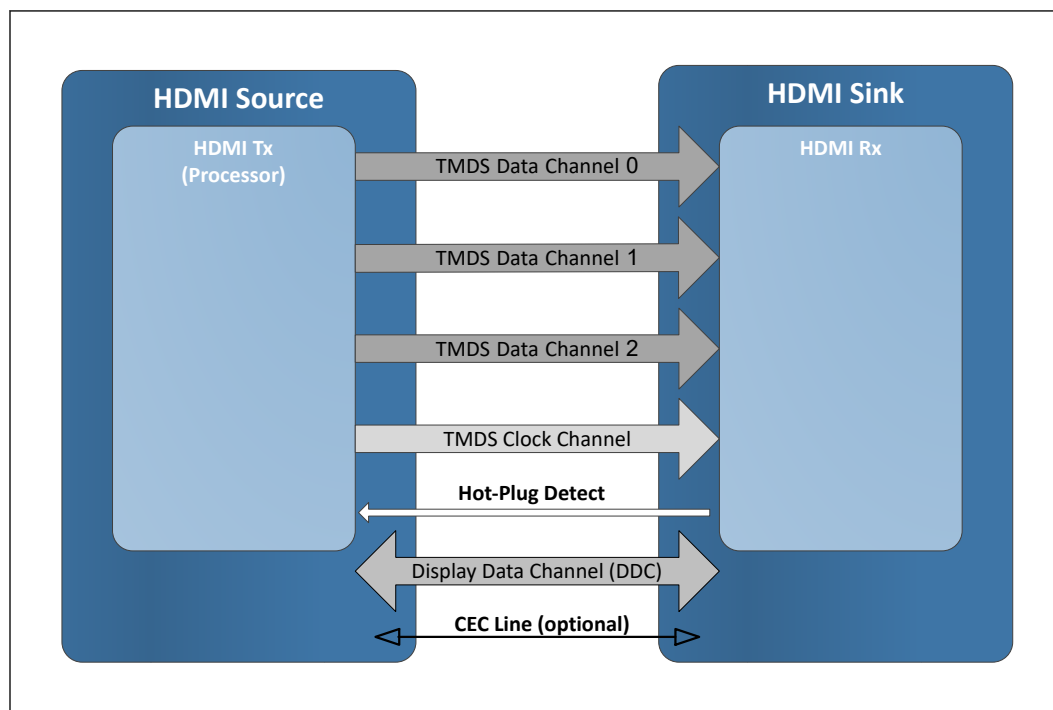 HDMI Source
HDMI Sink
HDMI Tx
(Processor)
HDMI Rx
TMDS Data Channel 0
TMDS Data Channel 1
TMDS Data Channel 2
TMDS Clock Channel
Hot-Plug Detect
Display Data Channel (DDC)
CEC Line (optional)